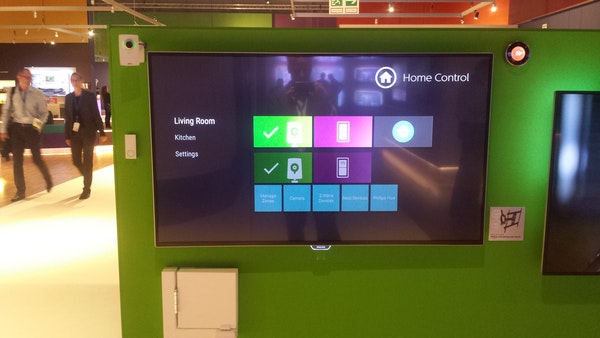 Home Control
Living Room
Kitchen
Settings
Manage Zones
Camera
Z-Wave Devices
Nest Devices
Philips Hue